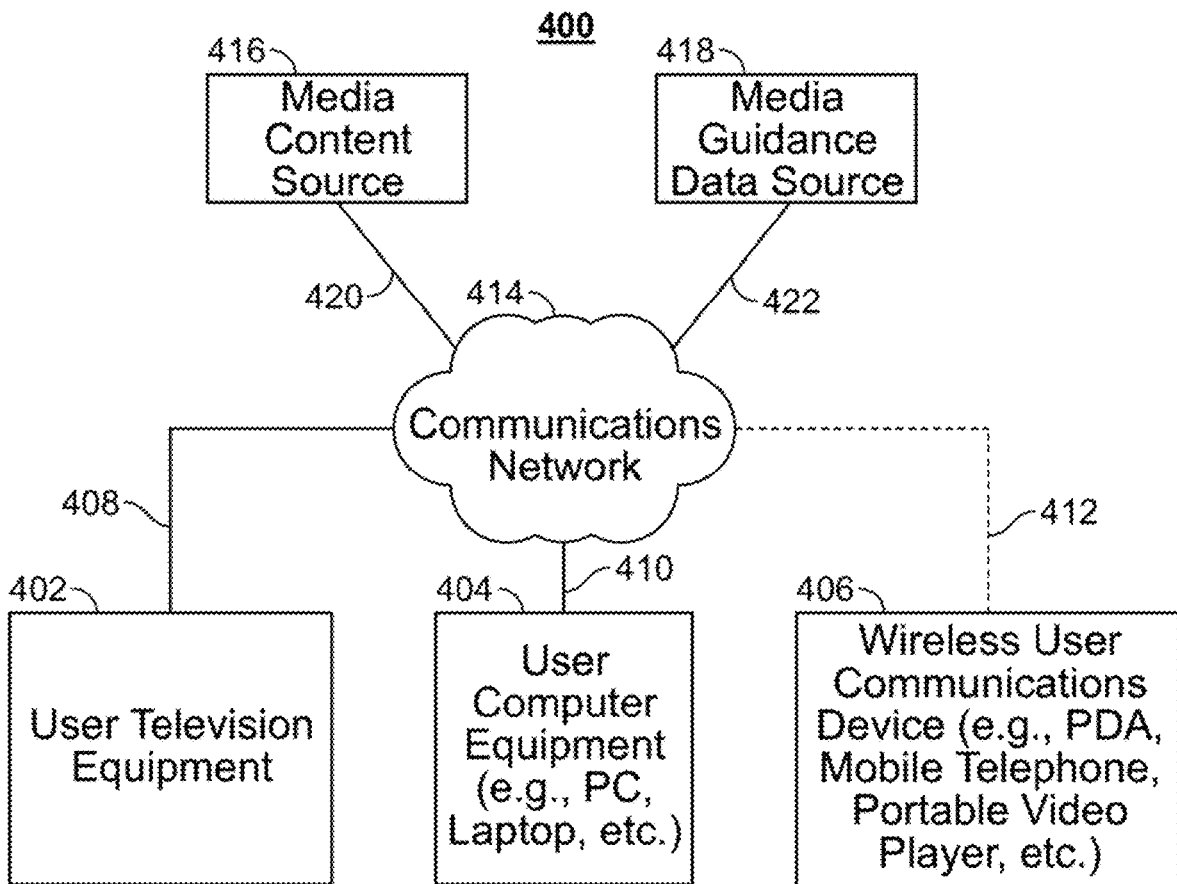 400
416
Media
Content
Source
418
Media
Guidance
Data Source
420
414
422
Communications
Network
408
410
412
402
User Television
Equipment
404
User
Computer
Equipment
(e.g., PC,
Laptop, etc.)
406
Wireless User
Communications
Device (e.g., PDA,
Mobile Telephone,
Portable Video
Player, etc.)